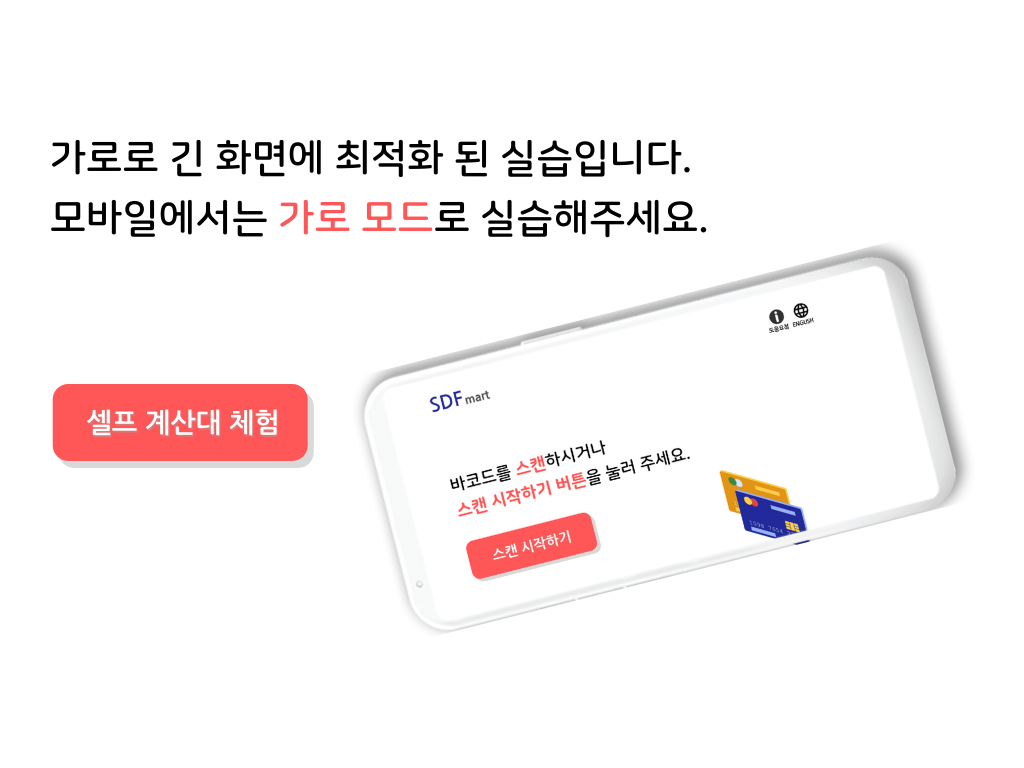 가로로 긴 화면에 최적화 된 실습입니다.
모바일에서는 가로 모드로 실습해주세요.
셀프 계산대 체험
도움요청 ENGLISH
SDF mart
바코드를 스캔하시거나
스캔 시작하기 버튼을 눌러 주세요.
스캔 시작하기